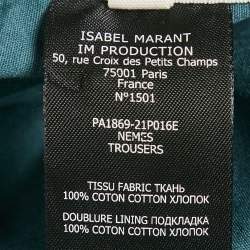 ISABEL MARANT
IM PRODUCTION
50, rue Croix des Petits Champs
75001 Paris
France
N°1501
PA1869-21P016E
NEMES
TROUSERS
TISSU FABRIC ТКАНЬ
100% COTON COTTON ХЛОПОК
DOUBLURE LINING ПОДКЛАДКА
100% COTON COTTON ХЛОПОК